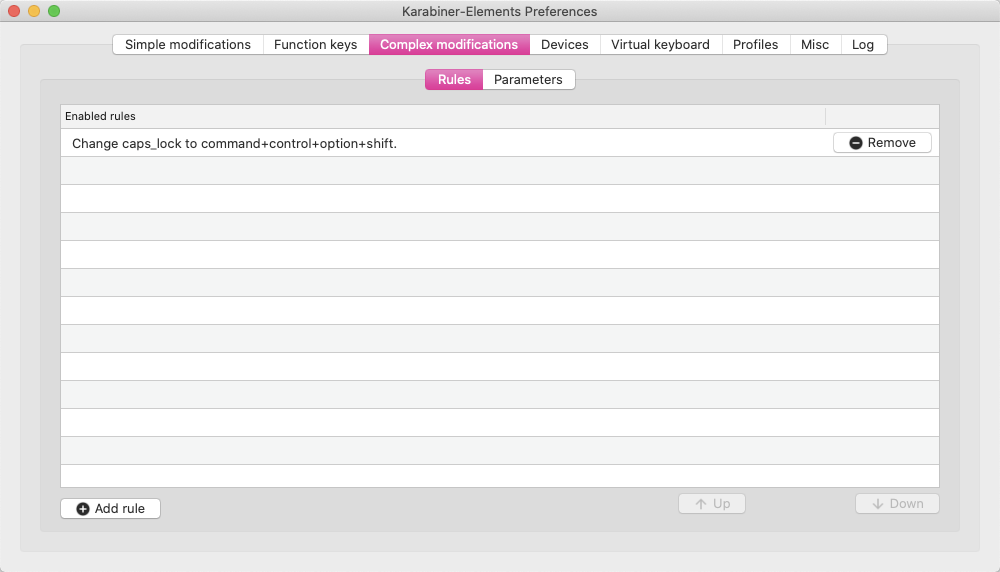 Karabiner-Elements Preferences
Simple modifications Function keys Complex modifications Devices Virtual keyboard Profiles Misc Log
Rules Parameters
Enabled rules
Change caps_lock to command+control+option+shift. Remove
Add rule Up Down